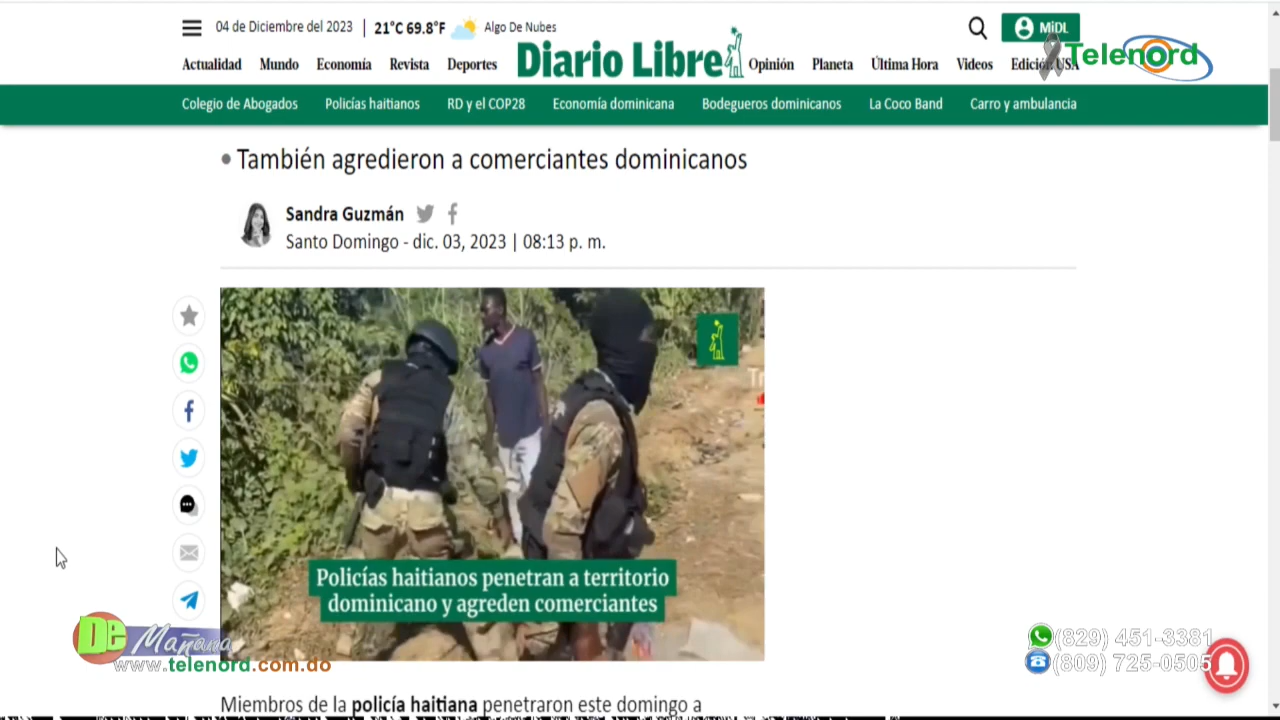 04 de Diciembre del 2023 | 21°C 69.8°F Algo De Nubes
MiDL
Telenord
Diario Libre
Actualidad Mundo Economía Revista Deportes Opinión Planeta Última Hora Videos Edición USA
Colegio de Abogados Policías haitianos RD y el COP28 Economía dominicana Bodegueros dominicanos La Coco Band Carro y ambulancia
• También agredieron a comerciantes dominicanos
Sandra Guzmán
Santo Domingo - dic. 03, 2023 | 08:13 p. m.
Policías haitianos penetran a territorio
dominicano y agreden comerciantes
De Mañana
www.telenord.com.do
(829) 451-3381
(809) 725-0505
Miembros de la policía haitiana penetraron este domingo a